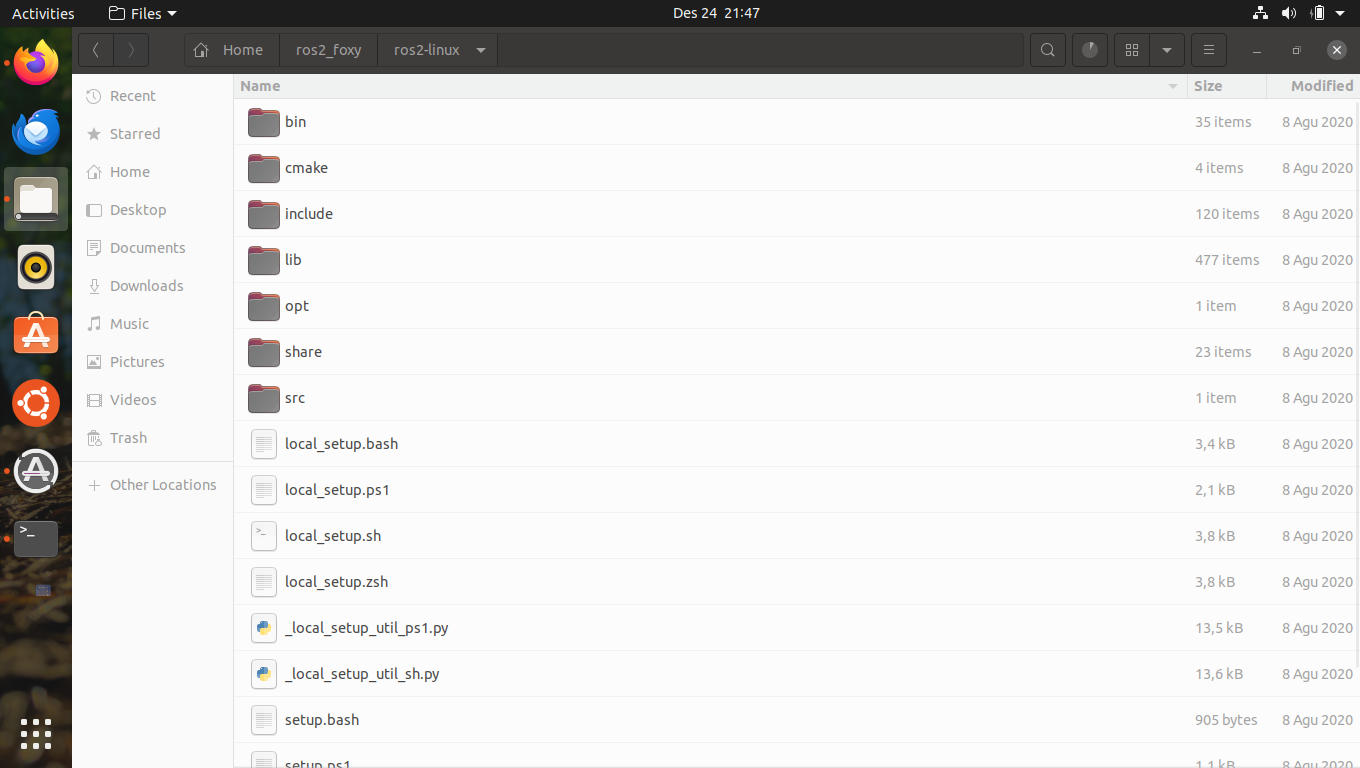 Activities Files Des 24 21:47
Home ros2_foxy ros2-linux
Recent
Starred
Home
Desktop
Documents
Downloads
Music
Pictures
Videos
Trash
Other Locations
Name Size Modified
bin 35 items 8 Agu 2020
cmake 4 items 8 Agu 2020
include 120 items 8 Agu 2020
lib 477 items 8 Agu 2020
opt 1 item 8 Agu 2020
share 23 items 8 Agu 2020
src 1 item 8 Agu 2020
local_setup.bash 3,4 kB 8 Agu 2020
local_setup.ps1 2,1 kB 8 Agu 2020
local_setup.sh 3,8 kB 8 Agu 2020
local_setup.zsh 3,8 kB 8 Agu 2020
_local_setup_util_ps1.py 13,5 kB 8 Agu 2020
_local_setup_util_sh.py 13,6 kB 8 Agu 2020
setup.bash 905 bytes 8 Agu 2020
setup.ps1 1,1 kB 8 Agu 2020